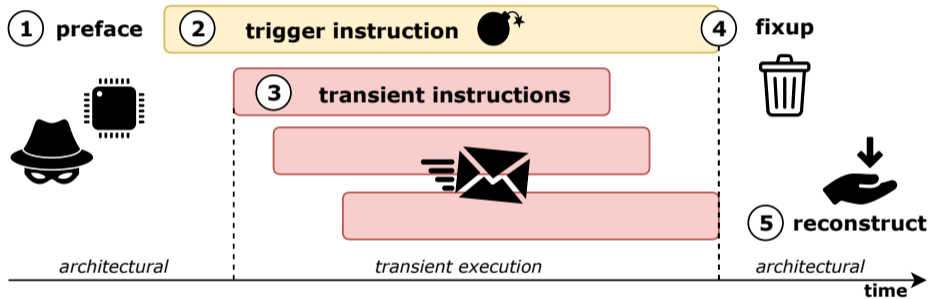 1 preface
2 trigger instruction
4 fixup
3 transient instructions
5 reconstruct
architectural
transient execution
architectural
time